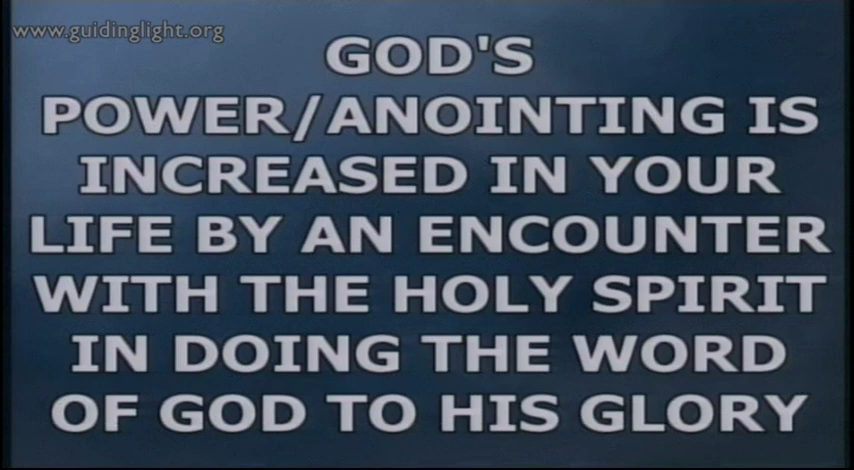 www.guidinglight.org
GOD'S
POWER/ANOINTING IS
INCREASED IN YOUR
LIFE BY AN ENCOUNTER
WITH THE HOLY SPIRIT
IN DOING THE WORD
OF GOD TO HIS GLORY